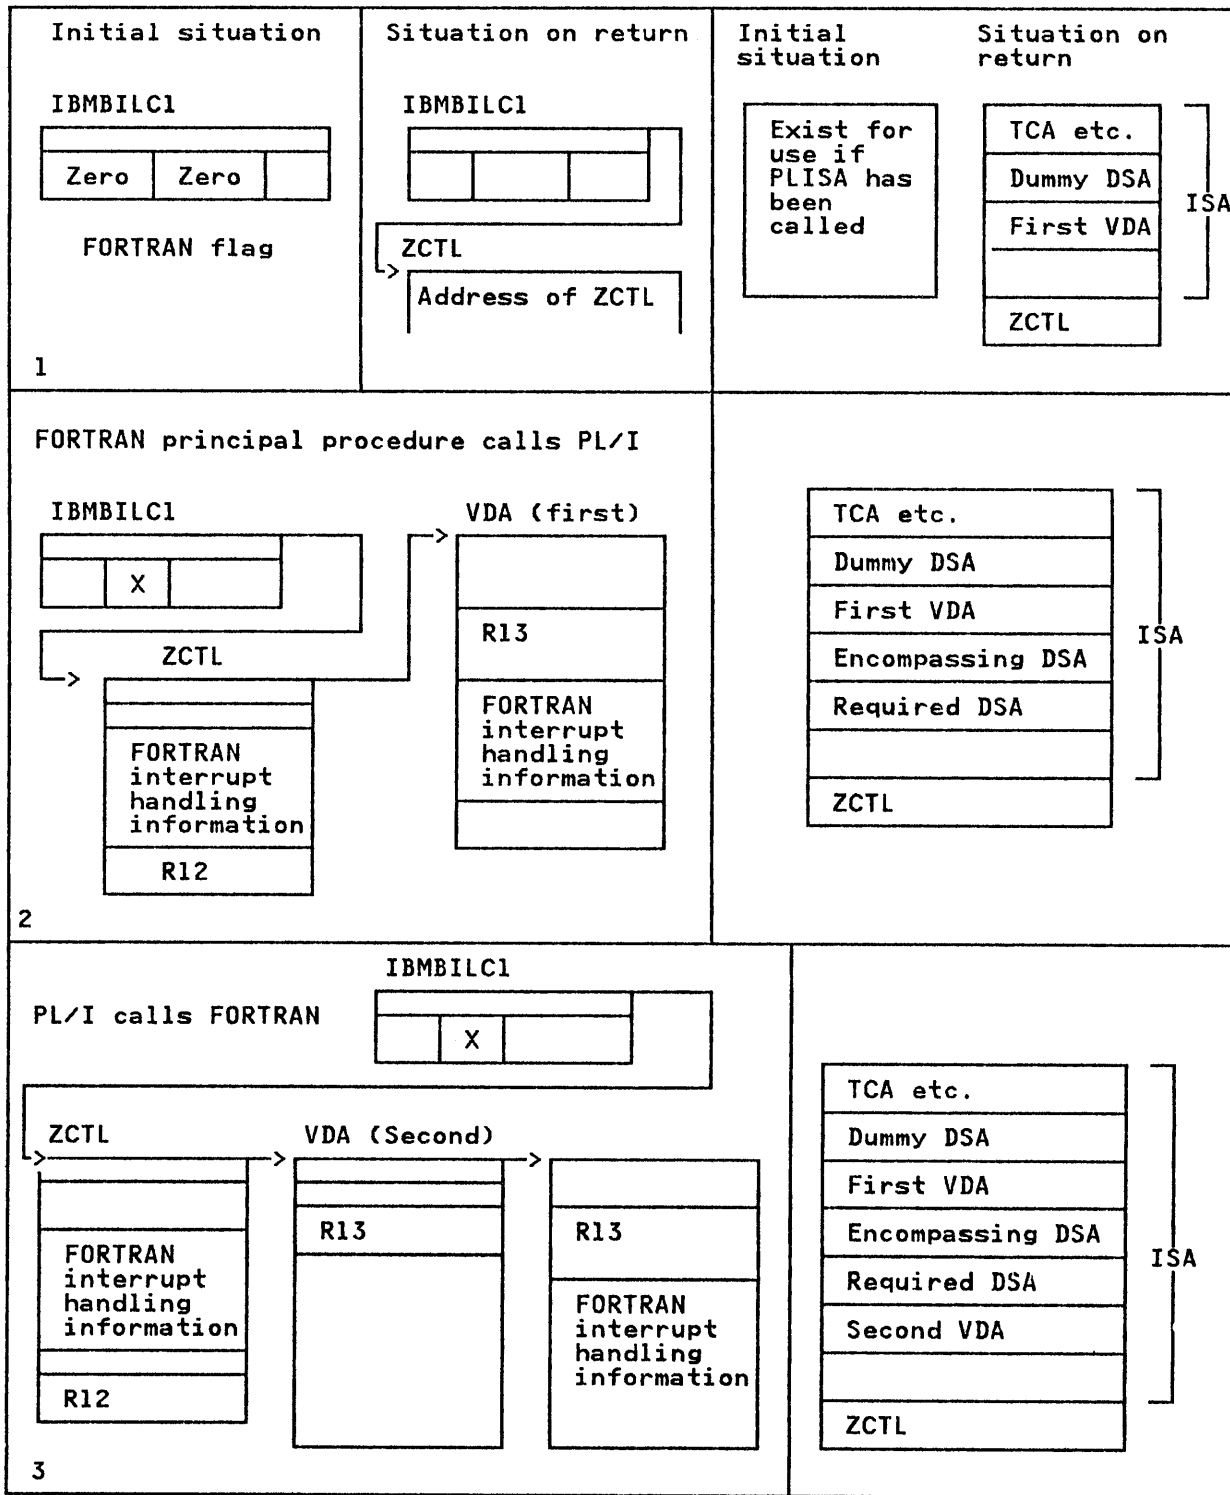 Initial situation
IBMBILC1
Zero Zero
FORTRAN flag
1
Situation on return
IBMBILC1
ZCTL
Address of ZCTL
Initial
situation
Exist for
use if
PLISA has
been
called
Situation on
return
TCA etc.
Dummy DSA
First VDA
ZCTL
ISA
FORTRAN principal procedure calls PL/I
IBMBILC1
X
ZCTL
FORTRAN
interrupt
handling
information
R12
VDA (first)
R13
FORTRAN
interrupt
handling
information
2
TCA etc.
Dummy DSA
First VDA
Encompassing DSA
Required DSA
ZCTL
ISA
IBMBILC1
PL/I calls FORTRAN
X
ZCTL
FORTRAN
interrupt
handling
information
R12
VDA (Second)
R13
R13
FORTRAN
interrupt
handling
information
3
TCA etc.
Dummy DSA
First VDA
Encompassing DSA
Required DSA
Second VDA
ZCTL
ISA